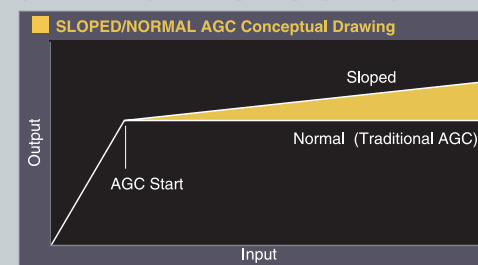 SLOPED/NORMAL AGC Conceptual Drawing
Sloped
Output
Normal (Traditional AGC)
AGC Start
Input